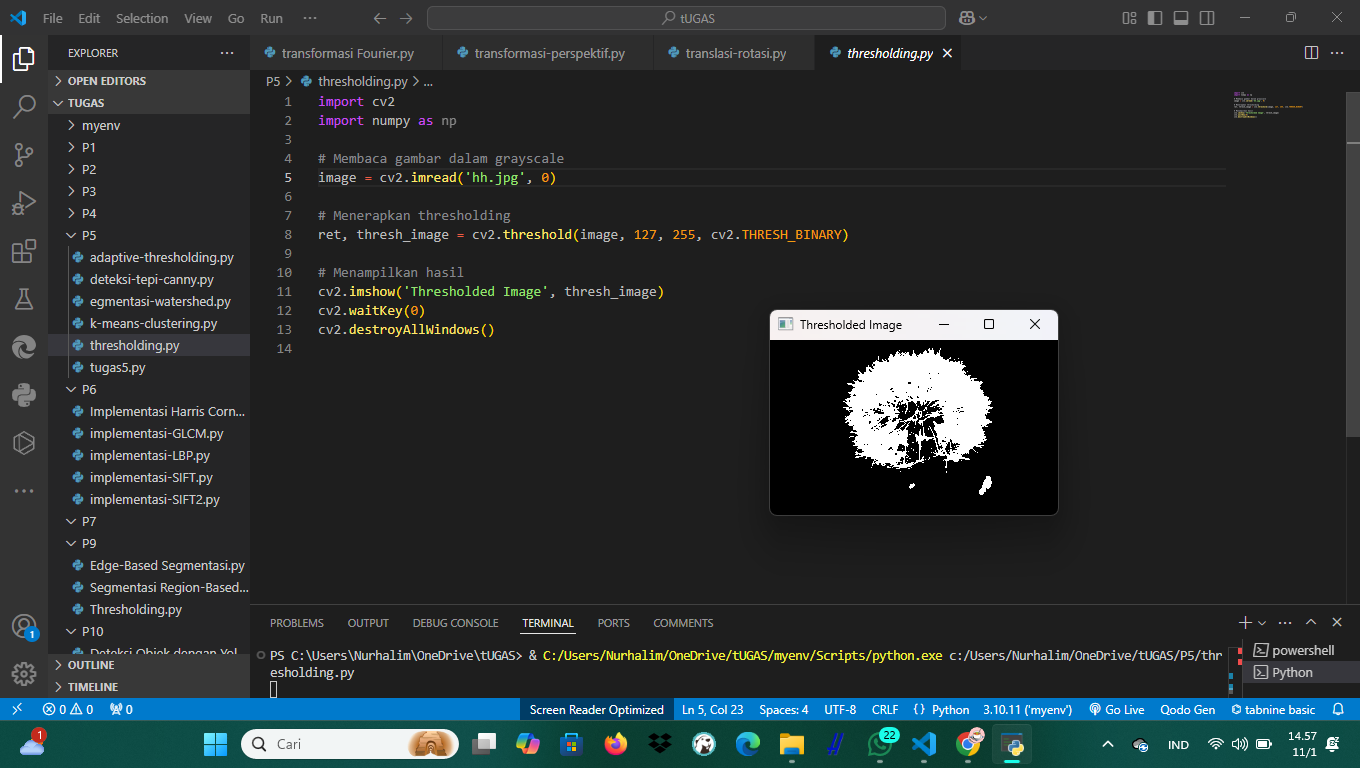 File Edit Selection View Go Run ··· tUGAS
EXPLORER ···
OPEN EDITORS
TUGAS
myenv
P1
P2
P3
P4
P5
adaptive-thresholding.py
deteksi-tepi-canny.py
egmentasi-watershed.py
k-means-clustering.py
thresholding.py
tugas5.py
P6
Implementasi Harris Corn...
implementasi-GLCM.py
implementasi-LBP.py
implementasi-SIFT.py
implementasi-SIFT2.py
P7
P9
Edge-Based Segmentasi.py
Segmentasi Region-Based...
Thresholding.py
P10
Deteksi Objek dengan Yol...
OUTLINE
TIMELINE
1
transformasi Fourier.py transformasi-perspektif.py translasi-rotasi.py thresholding.py
P5 > thresholding.py > ...
1 import cv2
2 import numpy as np
3
4 # Membaca gambar dalam grayscale
5 image = cv2.imread('hh.jpg', 0)
6
7 # Menerapkan thresholding
8 ret, thresh_image = cv2.threshold(image, 127, 255, cv2.THRESH_BINARY)
9
10 # Menampilkan hasil
11 cv2.imshow('Thresholded Image', thresh_image)
12 cv2.waitKey(0)
13 cv2.destroyAllWindows()
14
Thresholded Image
PROBLEMS OUTPUT DEBUG CONSOLE TERMINAL PORTS COMMENTS
PS C:\Users\Nurhalim\OneDrive\tUGAS> & C:/Users/Nurhalim/OneDrive/tUGAS/myenv/Scripts/python.exe c:/Users/Nurhalim/OneDrive/tUGAS/P5/thr
esholding.py
powershell
Python
0 0 0 Screen Reader Optimized Ln 5, Col 23 Spaces: 4 UTF-8 CRLF {} Python 3.10.11 ('myenv') Go Live Qodo Gen tabnine basic
1 Cari 22 IND 14.57
11/1